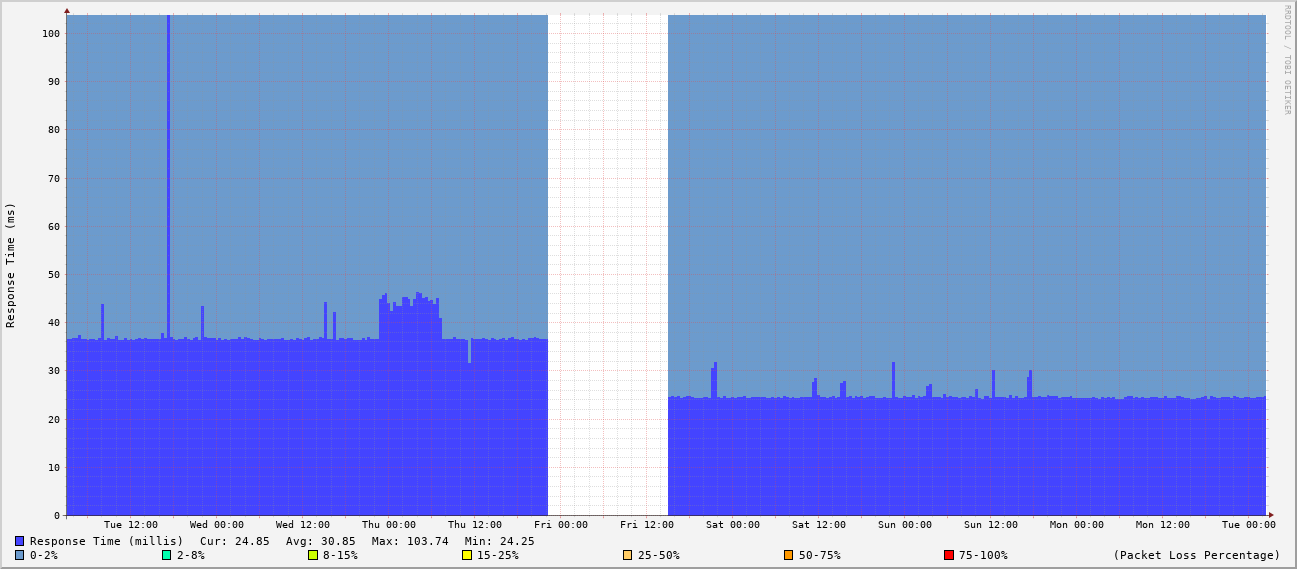 RRDTOOL / TOBI OETIKER
Response Time (ms)
100
90
80
70
60
50
40
30
20
10
0
Tue 12:00 Wed 00:00 Wed 12:00 Thu 00:00 Thu 12:00 Fri 00:00 Fri 12:00 Sat 00:00 Sat 12:00 Sun 00:00 Sun 12:00 Mon 00:00 Mon 12:00 Tue 00:00
Response Time (millis) Cur: 24.85 Avg: 30.85 Max: 103.74 Min: 24.25
0-2% 2-8% 8-15% 15-25% 25-50% 50-75% 75-100% (Packet Loss Percentage)